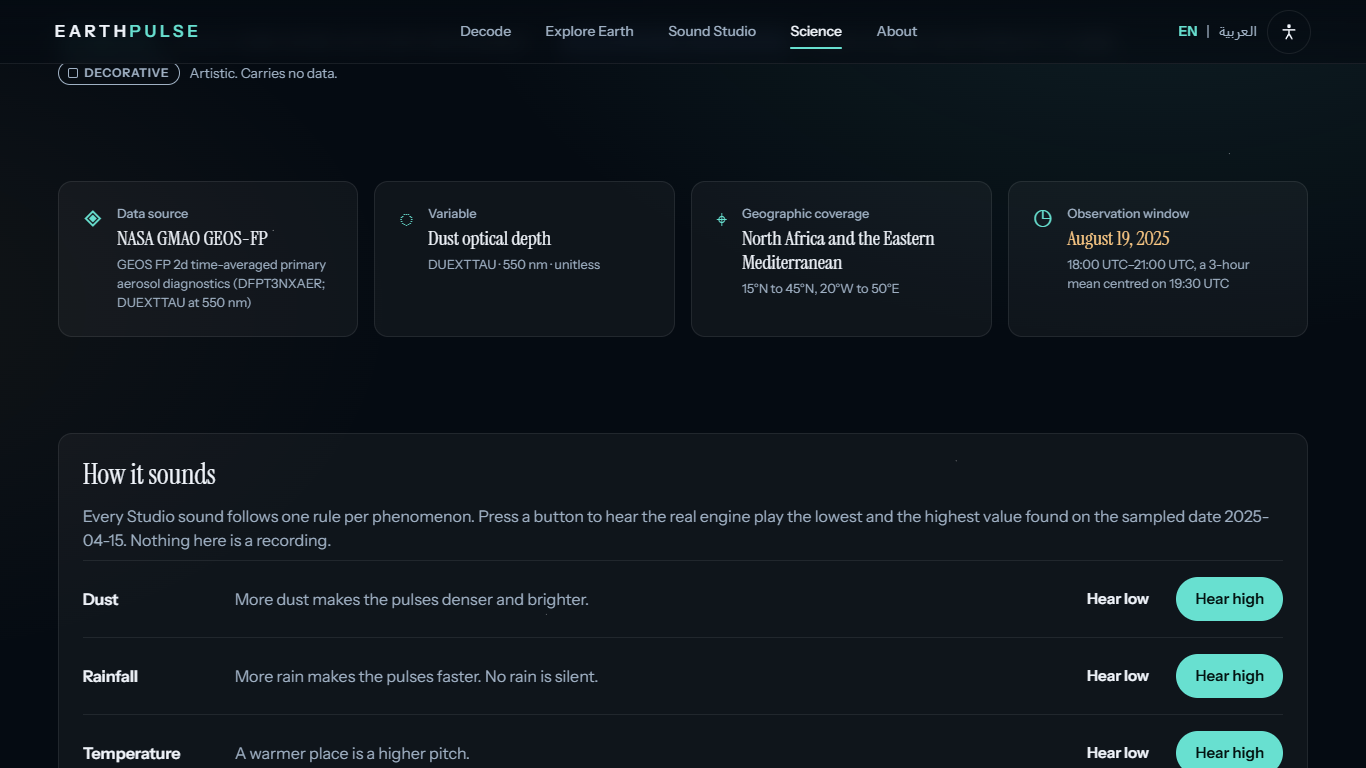 EARTHPULSE
Decode
Explore Earth
Sound Studio
Science
About
EN | العربية
DECORATIVE
Artistic. Carries no data.
Data source
NASA GMAO GEOS-FP
GEOS FP 2d time-averaged primary
aerosol diagnostics (DFPT3NXAER;
DUEXTTAU at 550 nm)
Variable
Dust optical depth
DUEXTTAU · 550 nm · unitless
Geographic coverage
North Africa and the Eastern
Mediterranean
15°N to 45°N, 20°W to 50°E
Observation window
August 19, 2025
18:00 UTC–21:00 UTC, a 3-hour
mean centred on 19:30 UTC
How it sounds
Every Studio sound follows one rule per phenomenon. Press a button to hear the real engine play the lowest and the highest value found on the sampled date 2025-
04-15. Nothing here is a recording.
Dust
More dust makes the pulses denser and brighter.
Hear low
Hear high
Rainfall
More rain makes the pulses faster. No rain is silent.
Hear low
Hear high
Temperature
A warmer place is a higher pitch.
Hear low
Hear high